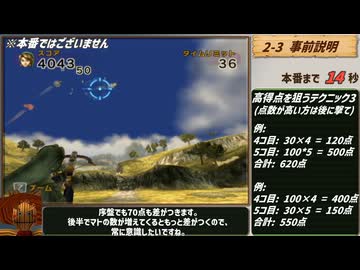 ※本番ではございません
スコア
4043
50
タイムリミット
36
ズーム
序盤でも70点も差がつきます。
後半でマトの数が増えてくるともっと差がつくので、
常に意識したいですね。
2-3 事前説明
本番まで 14 秒
高得点を狙うテクニック3
(点数が高い方は後に撃て)
例:
4コ目: 30×4 = 120点
5コ目: 100*5 = 500点
合計: 620点
例:
4コ目: 100×4 = 400点
5コ目: 30×5 = 150点
合計: 550点